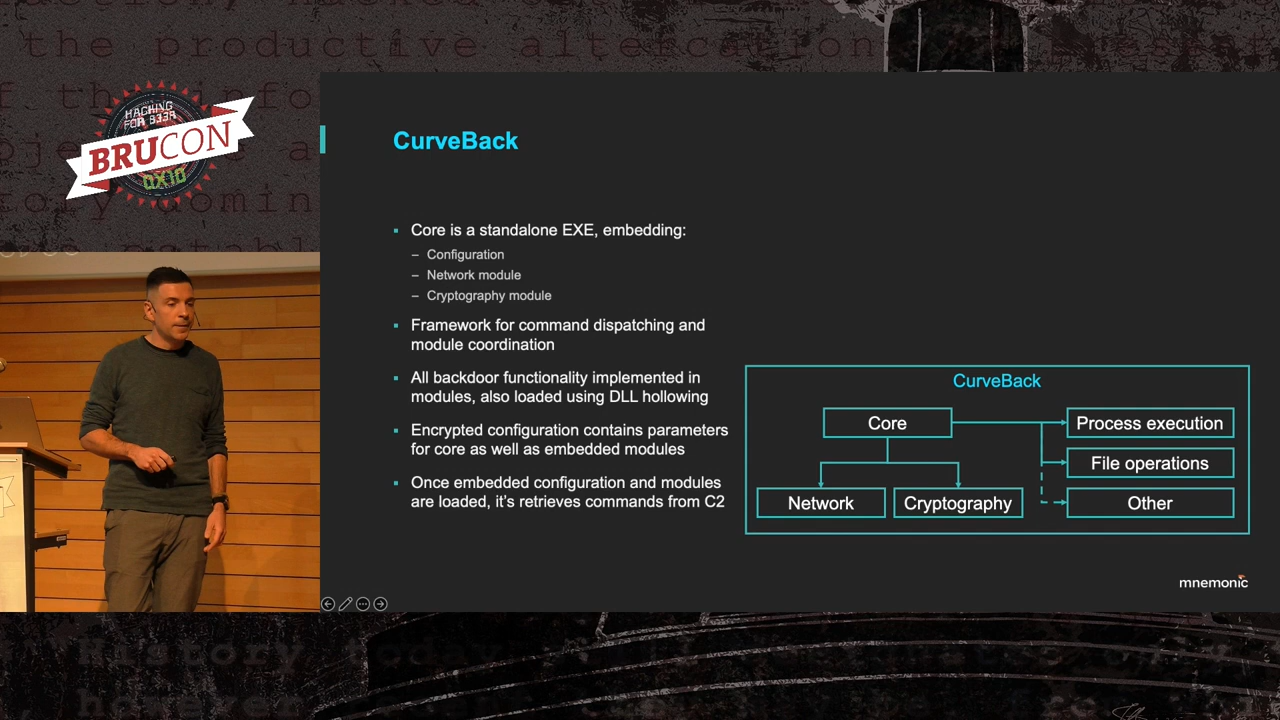 the productive altercation
HACKING
FOR B33R
BRUCON
0X10
CurveBack
Core is a standalone EXE, embedding:
– Configuration
– Network module
– Cryptography module
Framework for command dispatching and
module coordination
All backdoor functionality implemented in
modules, also loaded using DLL hollowing
Encrypted configuration contains parameters
for core as well as embedded modules
Once embedded configuration and modules
are loaded, it's retrieves commands from C2
CurveBack
Core
Process execution
File operations
Network
Cryptography
Other
mnemonic
History today
however